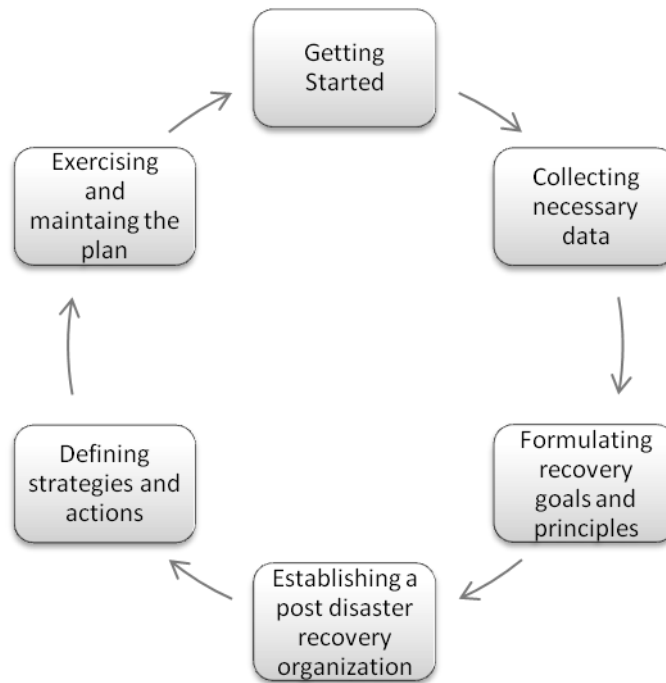 Getting
Started
Collecting
necessary
data
Formulating
recovery
goals and
principles
Establishing a
post disaster
recovery
organization
Defining
strategies and
actions
Exercising
and
maintaing the
plan